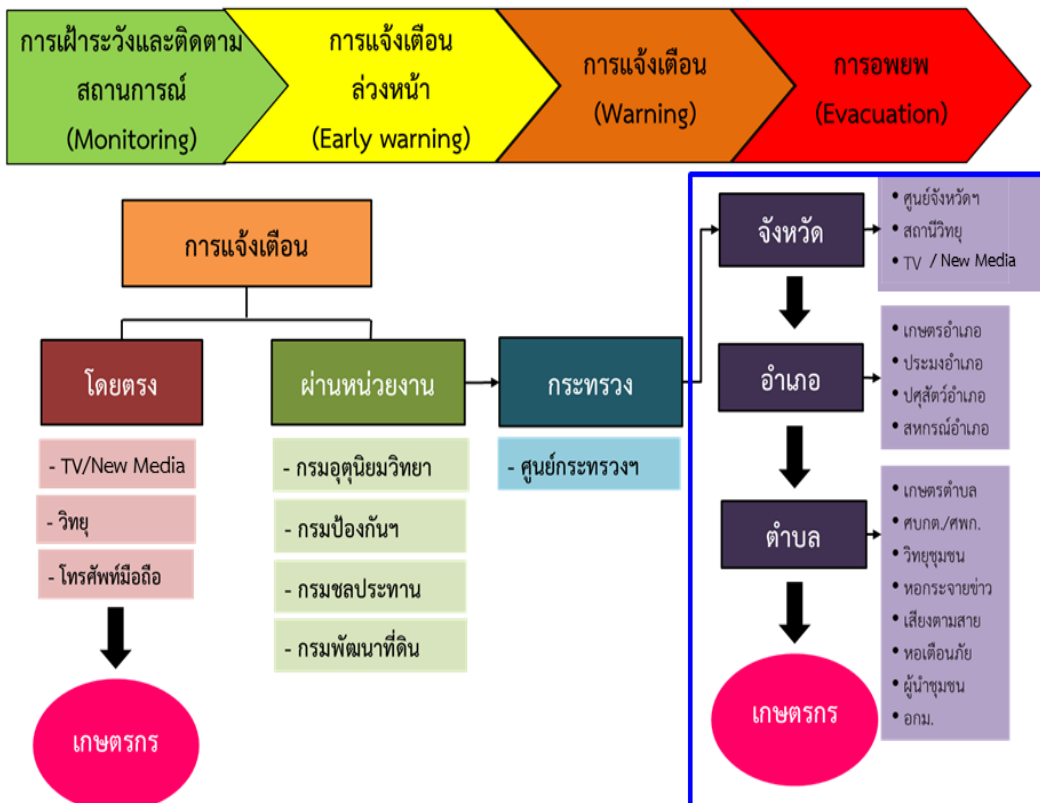 การเฝ้าระวังและติดตาม
สถานการณ์
(Monitoring)
การแจ้งเตือน
ล่วงหน้า
(Early warning)
การแจ้งเตือน
(Warning)
การอพยพ
(Evacuation)
การแจ้งเตือน
โดยตรง
- TV/New Media
- วิทยุ
- โทรศัพท์มือถือ
เกษตรกร
ผ่านหน่วยงาน
- กรมอุตุนิยมวิทยา
- กรมป้องกันฯ
- กรมชลประทาน
- กรมพัฒนาที่ดิน
กระทรวง
- ศูนย์กระทรวงฯ
จังหวัด
• ศูนย์จังหวัดฯ
• สถานีวิทยุ
• TV / New Media
อำเภอ
• เกษตรอำเภอ
• ประมงอำเภอ
• ปศุสัตว์อำเภอ
• สหกรณ์อำเภอ
ตำบล
• เกษตรตำบล
• ศบกต./ศพก.
• วิทยุชุมชน
• หอกระจายข่าว
• เสียงตามสาย
• หอเตือนภัย
• ผู้นำชุมชน
• อกม.
เกษตรกร